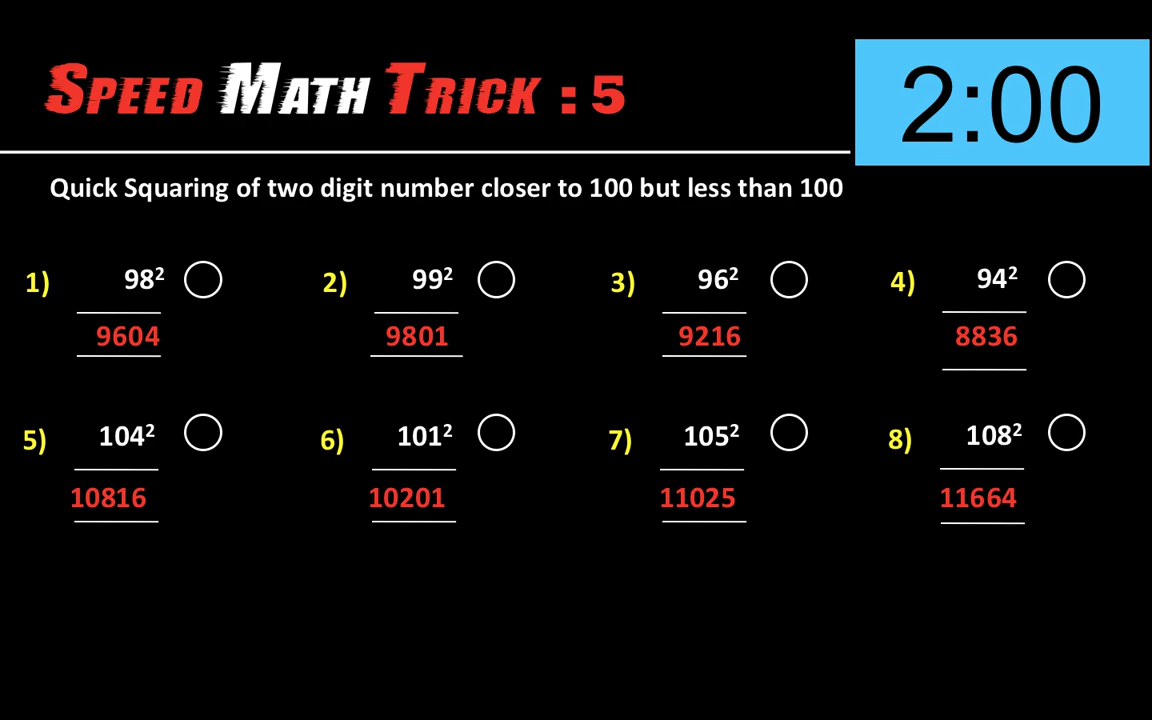 SPEED MATH TRICK : 5
2:00
Quick Squaring of two digit number closer to 100 but less than 100
1) 98² 2) 99² 3) 96² 4) 94²
9604 9801 9216 8836
5) 104² 6) 101² 7) 105² 8) 108²
10816 10201 11025 11664